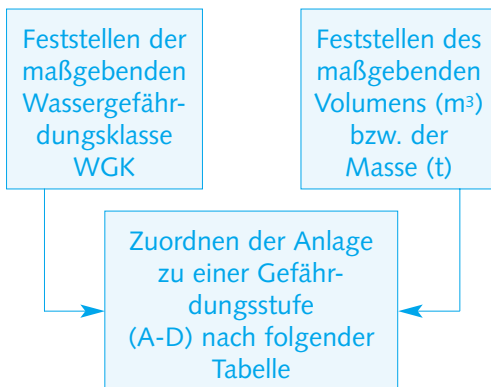 Feststellen der
maßgebenden
Wassergefähr-
dungsklasse
WGK
Feststellen des
maßgebenden
Volumens (m³)
bzw. der
Masse (t)
Zuordnen der Anlage
zu einer Gefähr-
dungsstufe
(A-D) nach folgender
Tabelle